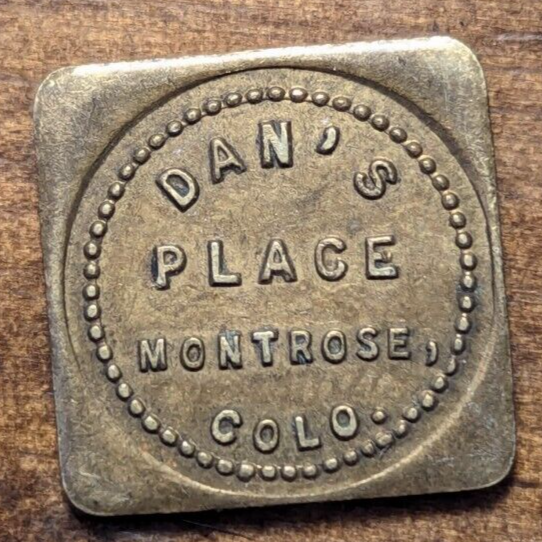 DAN'S
PLACE
MONTROSE,
COLO.